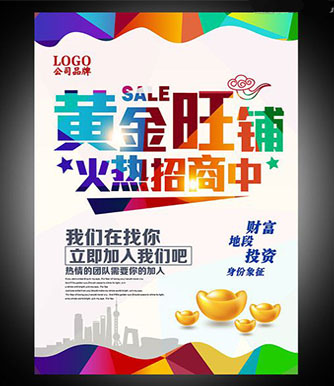 LOGO
公司品牌
SALE
黄金旺铺
火热招商中
我们在找你
立即加入我们吧
热情的团队需要你的加入
财富
地段
投资
身份象征